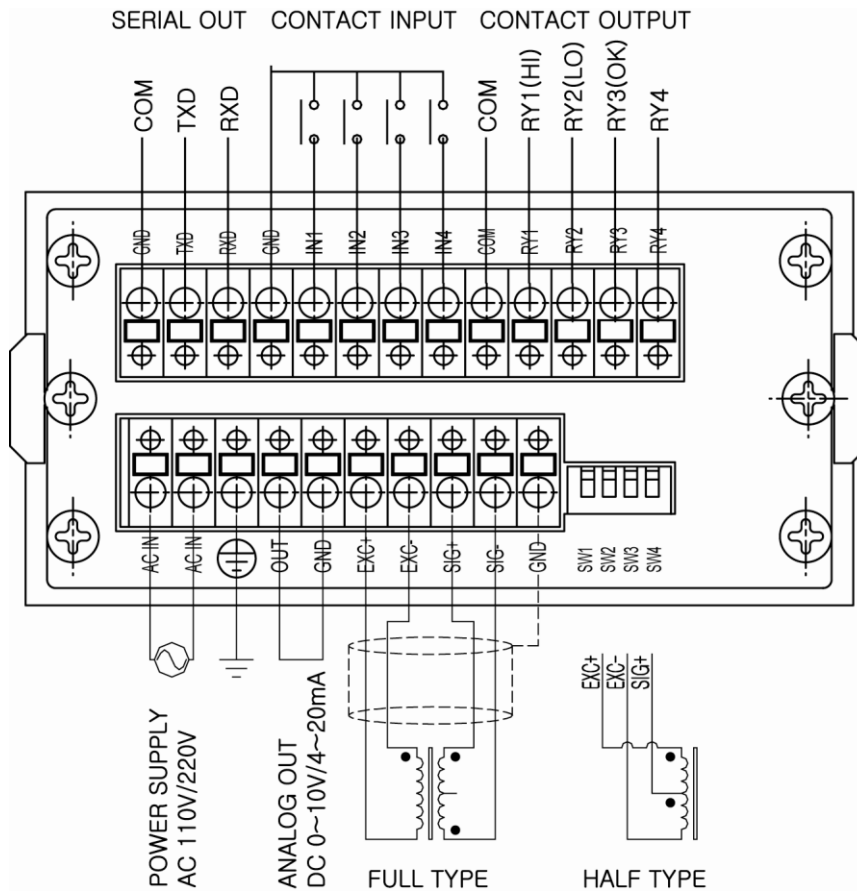 SERIAL OUT CONTACT INPUT CONTACT OUTPUT
COM
TXD
RXD
COM
RY1(HI)
RY2(LO)
RY3(OK)
RY4
GND
TXD
RXD
GND
IN1
IN2
IN3
IN4
COM
RY1
RY2
RY3
RY4
AC IN
AC IN
OUT
GND
EXC+
EXC-
SIG+
SIG-
GND
SW1
SW2
SW3
SW4
EXC+
EXC-
SIG+
POWER SUPPLY
AC 110V/220V
ANALOG OUT
DC 0~10V/4~20mA
FULL TYPE
HALF TYPE